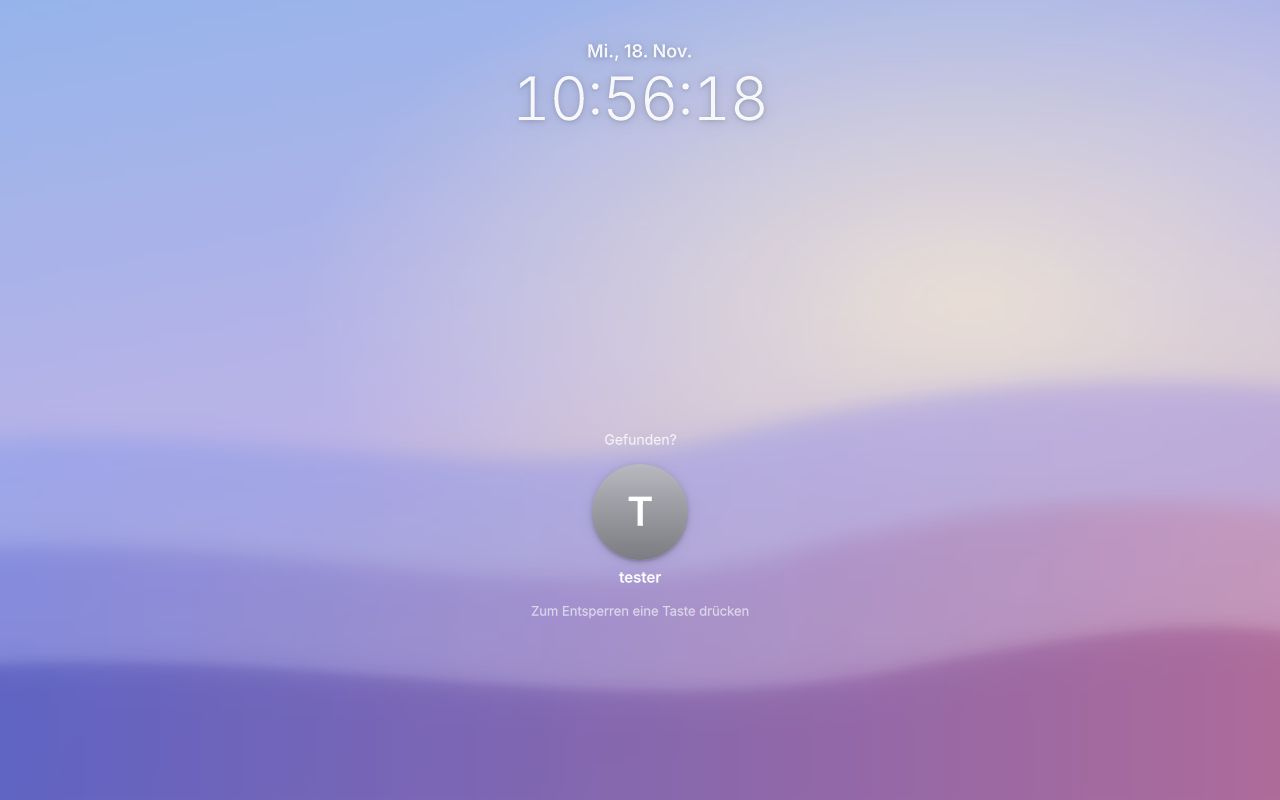 Mi., 18. Nov.
10:56:18
Gefunden?
T
tester
Zum Entsperren eine Taste drücken